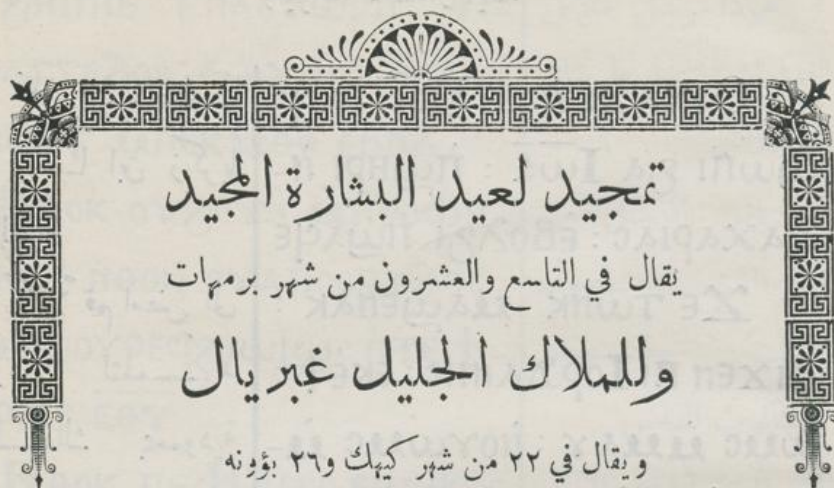 تمجيد لعيد البشارة المجيد
يقال في التاسع والعشرون من شهر برمهات
وللملاك الجليل غبريال
ويقال في ٢٢ من شهر كيهك و٢٦ بؤونه